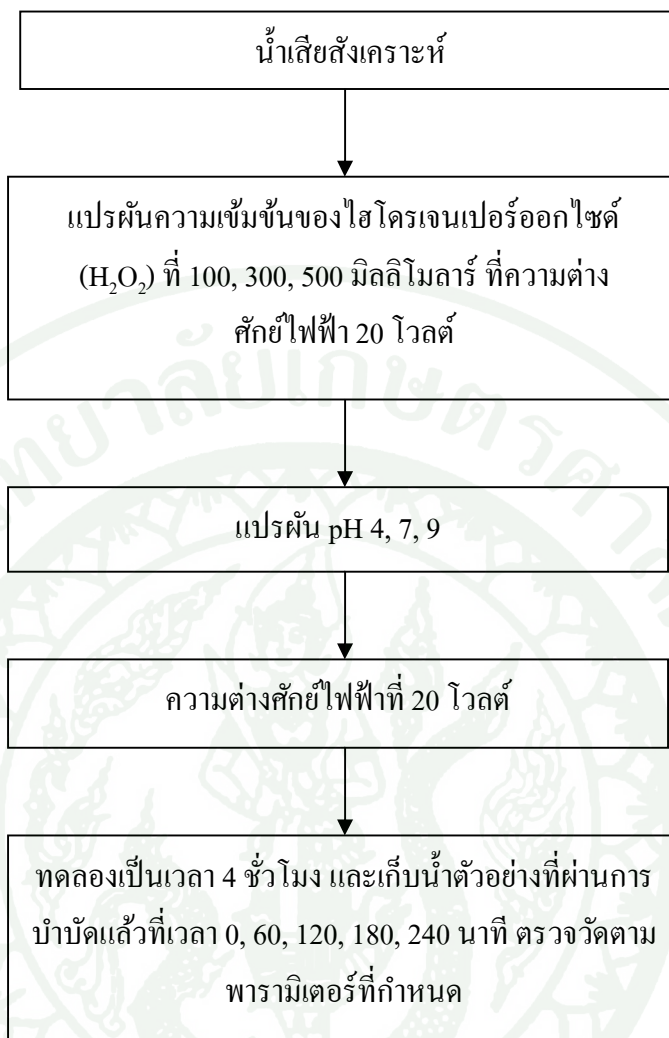 น้ำเสียสังเคราะห์
แปรผันความเข้มข้นของไฮโดรเจนเปอร์ออกไซด์
(H₂O₂) ที่ 100, 300, 500 มิลลิโมลาร์ ที่ความต่าง
ศักย์ไฟฟ้า 20 โวลต์
แปรผัน pH 4, 7, 9
ความต่างศักย์ไฟฟ้าที่ 20 โวลต์
ทดลองเป็นเวลา 4 ชั่วโมง และเก็บน้ำตัวอย่างที่ผ่านการ
บำบัดแล้วที่เวลา 0, 60, 120, 180, 240 นาที ตรวจวัดตาม
พารามิเตอร์ที่กำหนด